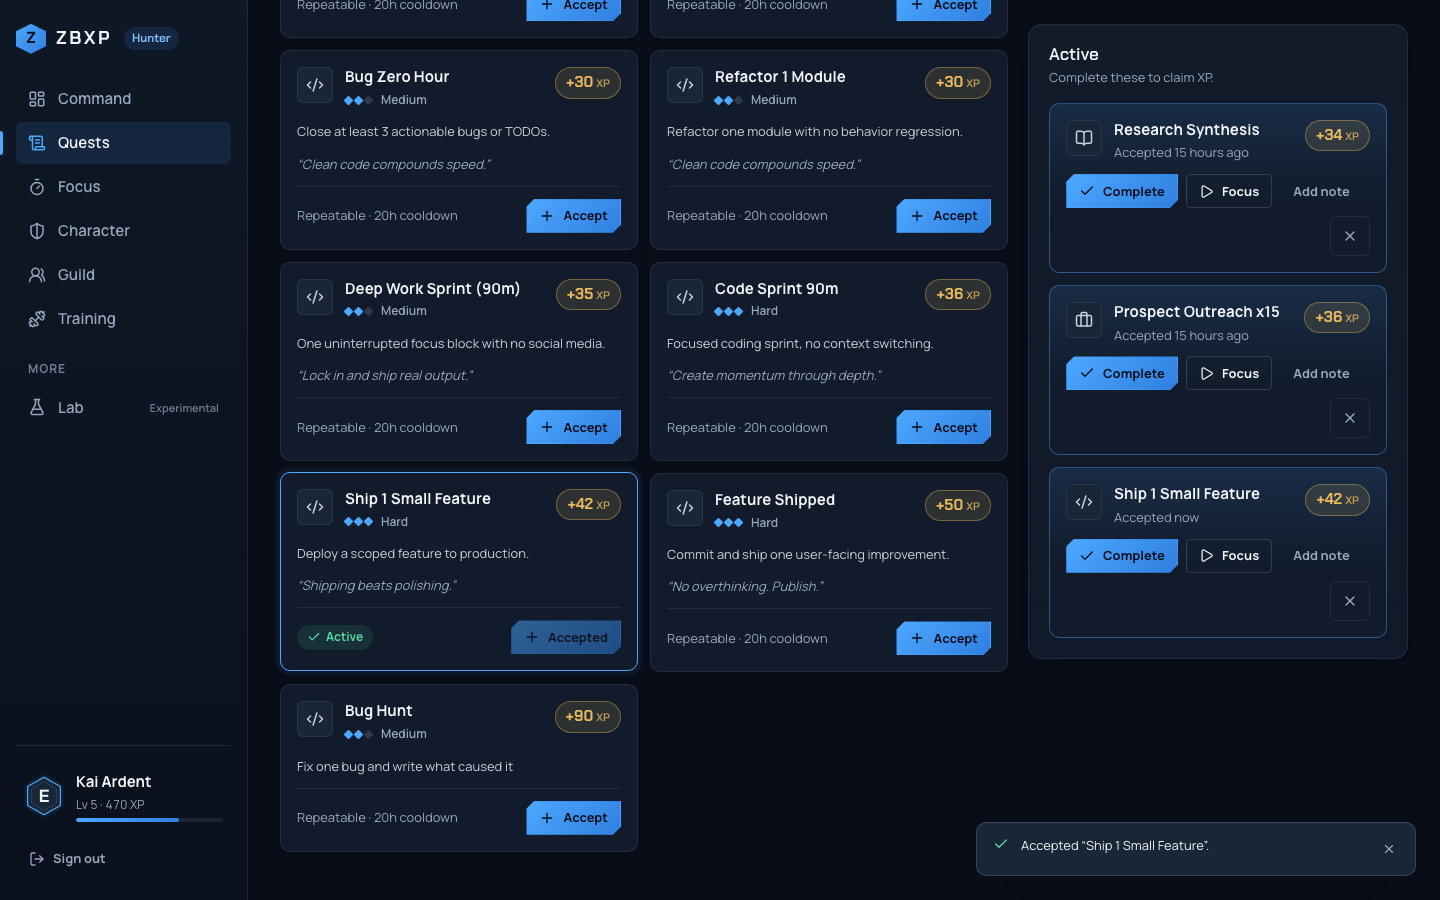 Z
ZBXP
Hunter
Command
Quests
Focus
Character
Guild
Training
MORE
Lab
Experimental
E
Kai Ardent
Lv 5 · 470 XP
Sign out
Repeatable · 20h cooldown
Accept
Repeatable · 20h cooldown
Accept
Bug Zero Hour
+30 XP
Medium
Close at least 3 actionable bugs or TODOs.
“Clean code compounds speed.”
Repeatable · 20h cooldown
Accept
Refactor 1 Module
+30 XP
Medium
Refactor one module with no behavior regression.
“Clean code compounds speed.”
Repeatable · 20h cooldown
Accept
Deep Work Sprint (90m)
+35 XP
Medium
One uninterrupted focus block with no social media.
“Lock in and ship real output.”
Repeatable · 20h cooldown
Accept
Code Sprint 90m
+36 XP
Hard
Focused coding sprint, no context switching.
“Create momentum through depth.”
Repeatable · 20h cooldown
Accept
Ship 1 Small Feature
+42 XP
Hard
Deploy a scoped feature to production.
“Shipping beats polishing.”
Active
Accepted
Feature Shipped
+50 XP
Hard
Commit and ship one user-facing improvement.
“No overthinking. Publish.”
Repeatable · 20h cooldown
Accept
Bug Hunt
+90 XP
Medium
Fix one bug and write what caused it
Repeatable · 20h cooldown
Accept
Active
Complete these to claim XP.
Research Synthesis
+34 XP
Accepted 15 hours ago
Complete
Focus
Add note
Prospect Outreach x15
+36 XP
Accepted 15 hours ago
Complete
Focus
Add note
Ship 1 Small Feature
+42 XP
Accepted now
Complete
Focus
Add note
Accepted “Ship 1 Small Feature”.